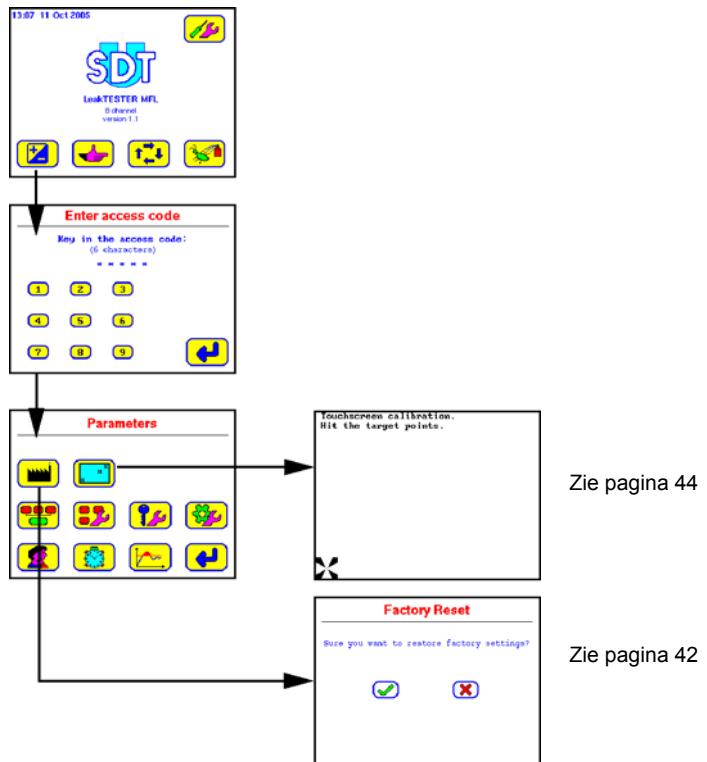 13:07 11 Oct 2005
SDT
LeakTESTER MFL
8 channel
version 1.1
Enter access code
Key in the access code:
(6 characters)
* * * * *
1 2 3
4 5 6
7 8 9
Parameters
Touchscreen calibration.
Hit the target points.
Zie pagina 44
Factory Reset
Sure you want to restore factory settings?
Zie pagina 42